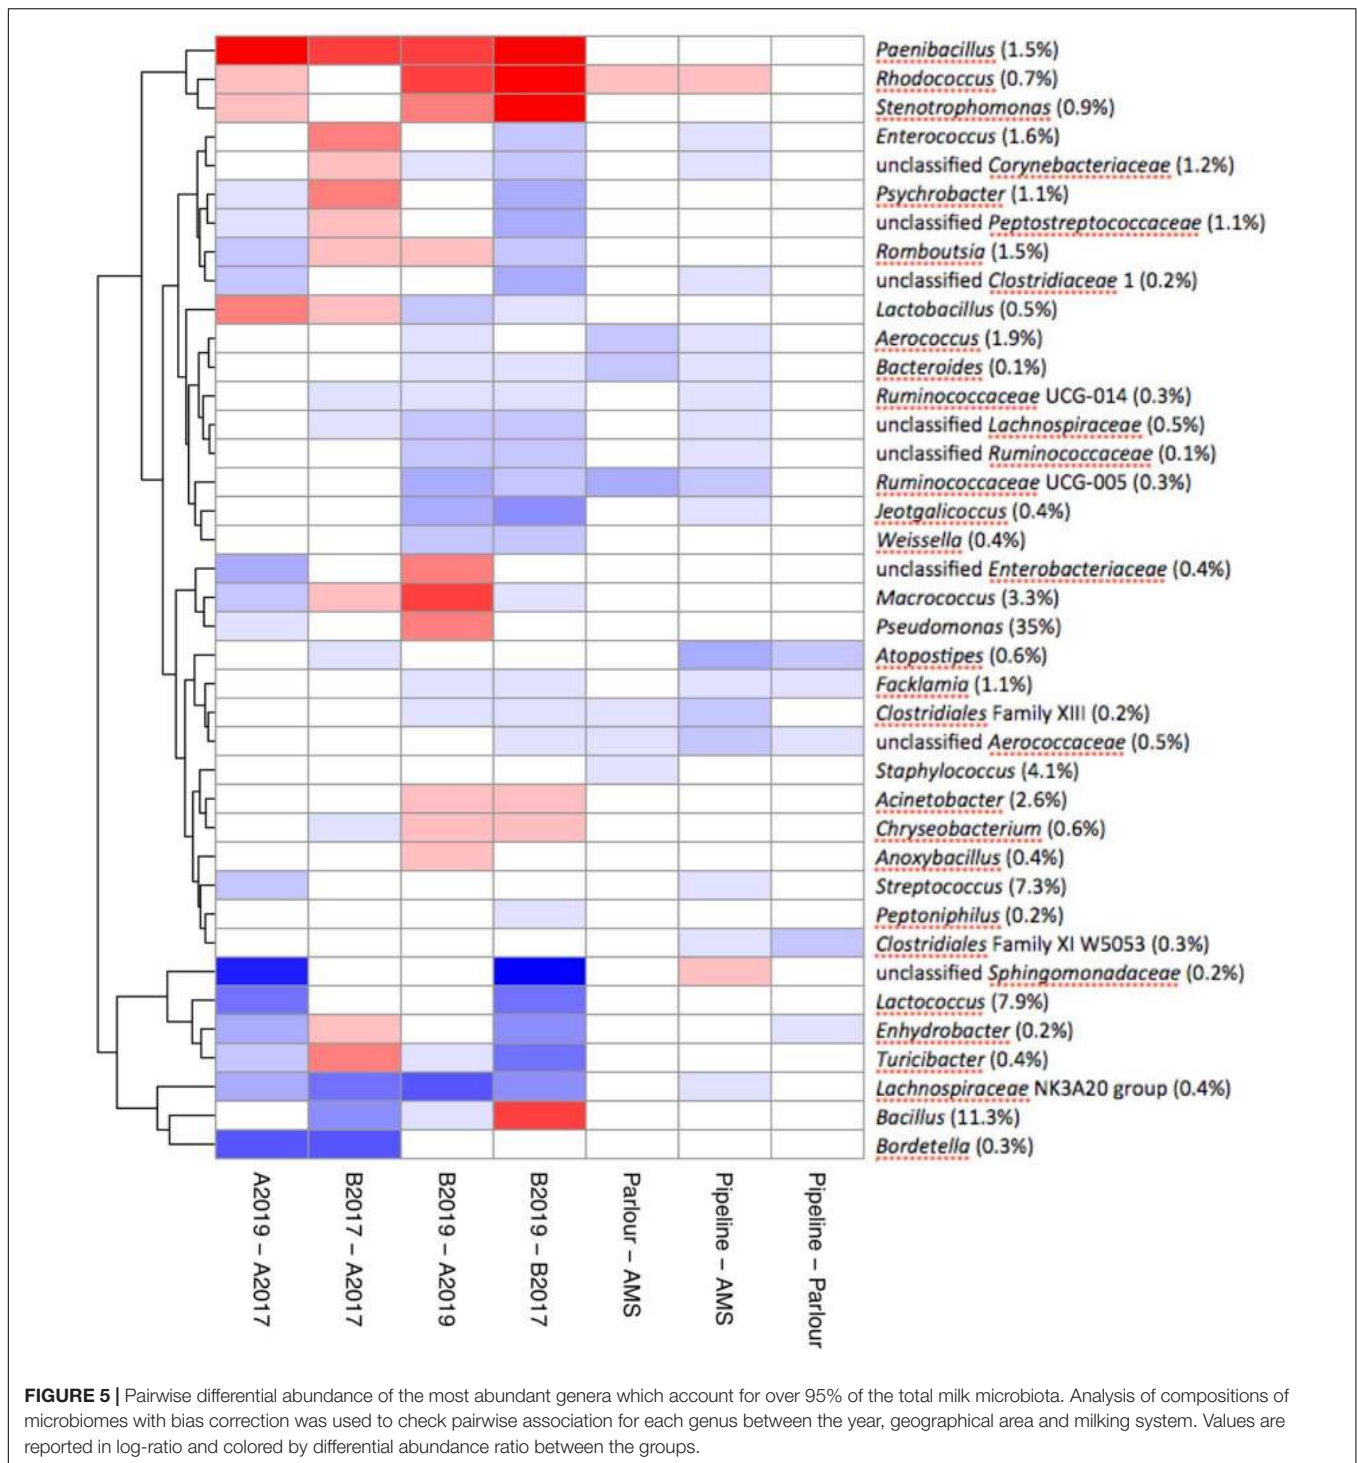 Paenibacillus (1.5%)
Rhodococcus (0.7%)
Stenotrophomonas (0.9%)
Enterococcus (1.6%)
unclassified Corynebacteriaceae (1.2%)
Psychrobacter (1.1%)
unclassified Peptostreptococcaceae (1.1%)
Romboutsia (1.5%)
unclassified Clostridiaceae 1 (0.2%)
Lactobacillus (0.5%)
Aerococcus (1.9%)
Bacteroides (0.1%)
Ruminococcaceae UCG-014 (0.3%)
unclassified Lachnospiraceae (0.5%)
unclassified Ruminococcaceae (0.1%)
Ruminococcaceae UCG-005 (0.3%)
Jeotgalicoccus (0.4%)
Weissella (0.4%)
unclassified Enterobacteriaceae (0.4%)
Macrococcus (3.3%)
Pseudomonas (35%)
Atopostipes (0.6%)
Facklamia (1.1%)
Clostridiales Family XIII (0.2%)
unclassified Aerococcaceae (0.5%)
Staphylococcus (4.1%)
Acinetobacter (2.6%)
Chryseobacterium (0.6%)
Anoxybacillus (0.4%)
Streptococcus (7.3%)
Peptoniphilus (0.2%)
Clostridiales Family XI W5053 (0.3%)
unclassified Sphingomonadaceae (0.2%)
Lactococcus (7.9%)
Enhydrobacter (0.2%)
Turicibacter (0.4%)
Lachnospiraceae NK3A20 group (0.4%)
Bacillus (11.3%)
Bordetella (0.3%)
A2019 – A2017
B2017 – A2017
B2019 – A2019
B2019 – B2017
Parlour – AMS
Pipeline – AMS
Pipeline – Parlour
FIGURE 5 | Pairwise differential abundance of the most abundant genera which account for over 95% of the total milk microbiota. Analysis of compositions of
microbiomes with bias correction was used to check pairwise association for each genus between the year, geographical area and milking system. Values are
reported in log-ratio and colored by differential abundance ratio between the groups.